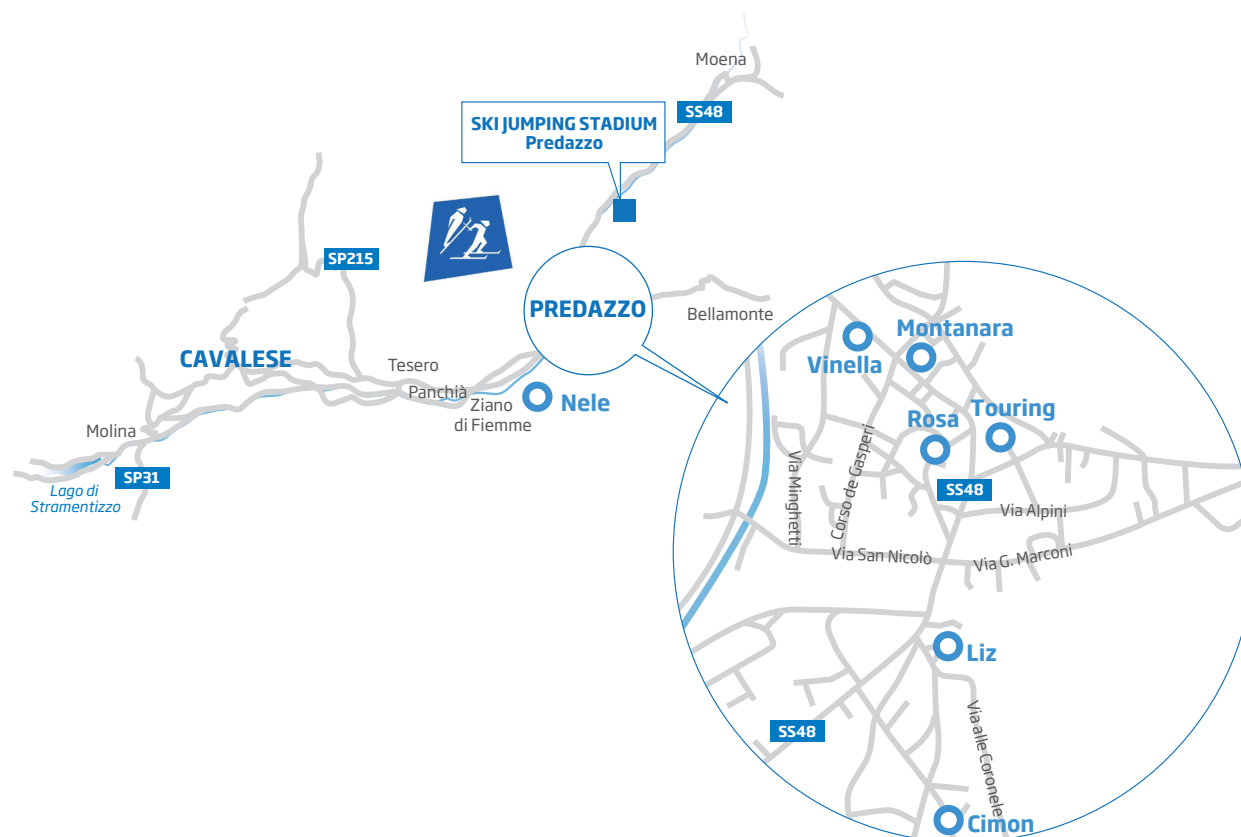 Moena
SS48
SKI JUMPING STADIUM
Predazzo
SP215
PREDAZZO
Bellamonte
CAVALESE
Tesero
Panchià
Ziano
di Fiemme
Nele
Molina
SP31
Lago di
Stramentizzo
Montanara
Vinella
Rosa
Touring
SS48
Via Minghetti
Corso de Gasperi
Via Alpini
Via San Nicolò
Via G. Marconi
Liz
SS48
Via alle Coronele
Cimon